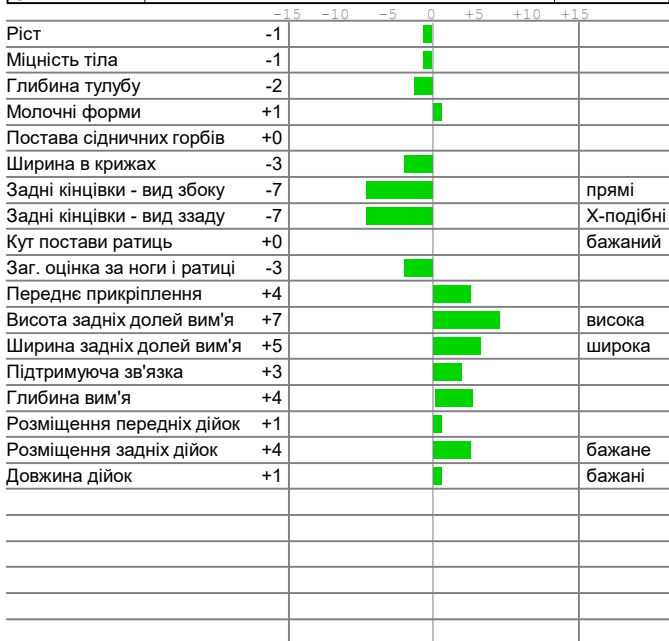 -15 -10 -5 0 +5 +10 +15
Ріст -1
Міцність тіла -1
Глибина тулубу -2
Молочні форми +1
Постава сідничних горбів +0
Ширина в крижах -3
Задні кінцівки - вид збоку -7 прямі
Задні кінцівки - вид ззаду -7 Х-подібні
Кут постави ратиць +0 бажаний
Заг. оцінка за ноги і ратиці -3
Переднє прикріплення +4
Висота задніх долей вим'я +7 висока
Ширина задніх долей вим'я +5 широка
Підтримуюча зв'язка +3
Глибина вим'я +4
Розміщення передніх дійок +1
Розміщення задніх дійок +4 бажане
Довжина дійок +1 бажані